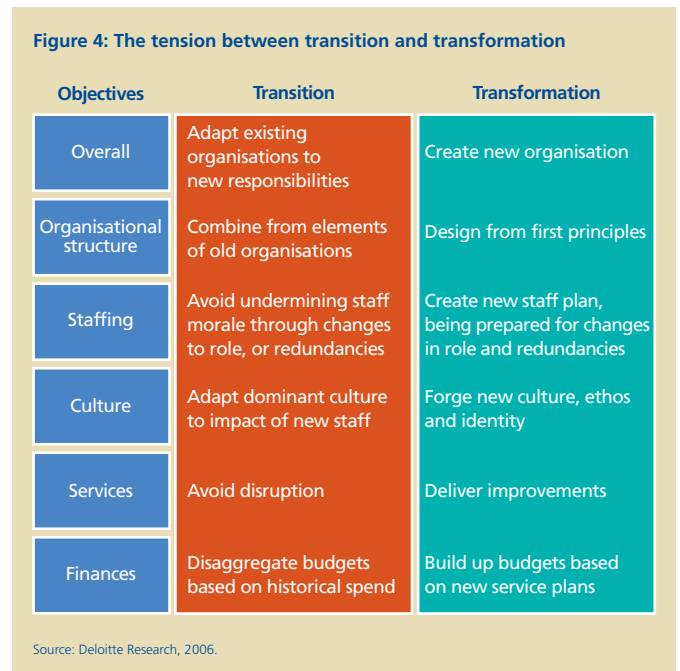 Figure 4: The tension between transition and transformation
Objectives
Transition
Transformation
Overall
Adapt existing
organisations to
new responsibilities
Create new organisation
Organisational
structure
Combine from elements
of old organisations
Design from first principles
Staffing
Avoid undermining staff
morale through changes
to role, or redundancies
Create new staff plan,
being prepared for changes
in role and redundancies
Culture
Adapt dominant culture
to impact of new staff
Forge new culture, ethos
and identity
Services
Avoid disruption
Deliver improvements
Finances
Disaggregate budgets
based on historical spend
Build up budgets based
on new service plans
Source: Deloitte Research, 2006.